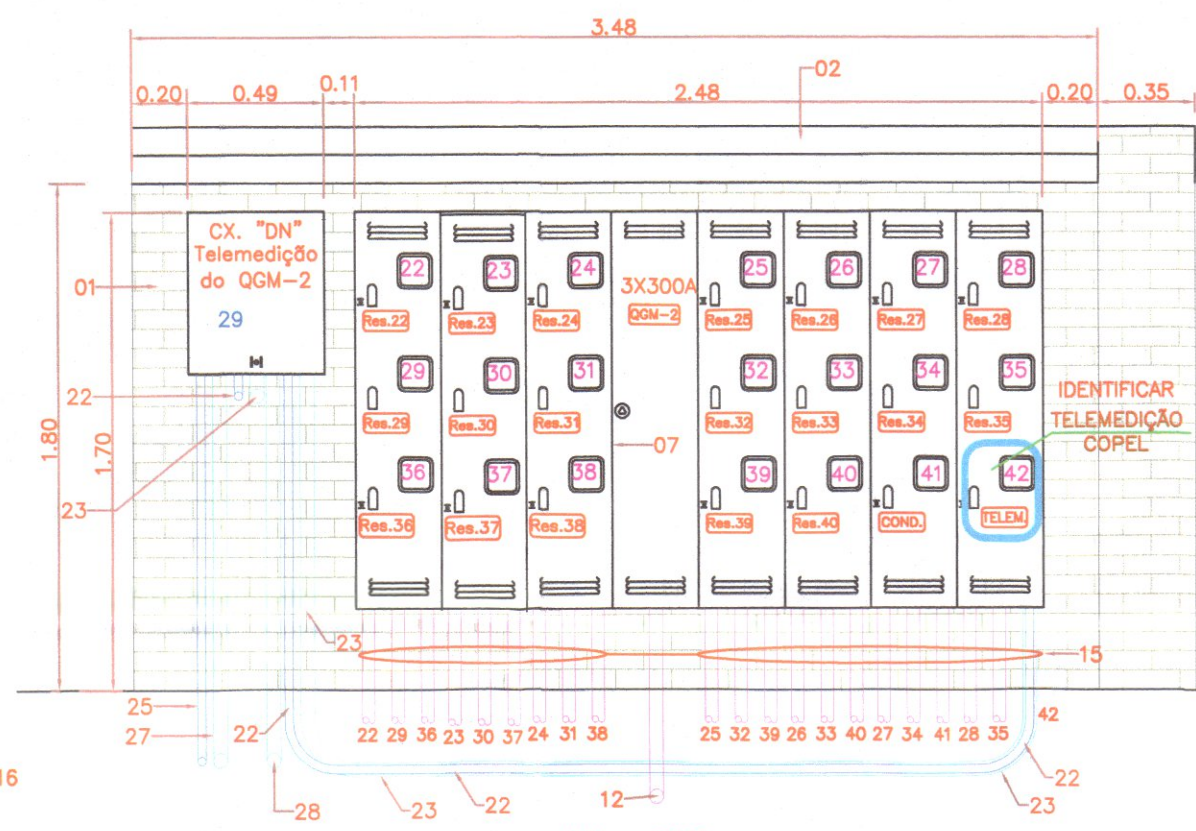 3.48
02
0.20 0.49 0.11 2.48 0.20 0.35
CX. "DN"
Telemedição
do QGM-2
29
01
22 23 24 25 26 27 28
3X300A
QGM-2
Res.22 Res.23 Res.24 Res.25 Res.26 Res.27 Res.28
29 30 31 32 33 34 35
Res.29 Res.30 Res.31 Res.32 Res.33 Res.34 Res.35
IDENTIFICAR
TELEMEDIÇÃO
COPEL
22
07
1.80
1.70
36 37 38 39 40 41 42
23
Res.36 Res.37 Res.38 Res.39 Res.40 COND. TELEM.
23
15
25
27
22
22 29 36 23 30 37 24 31 38 25 32 39 26 33 40 27 34 41 28 35
42
16
22
28
23
22
12
23